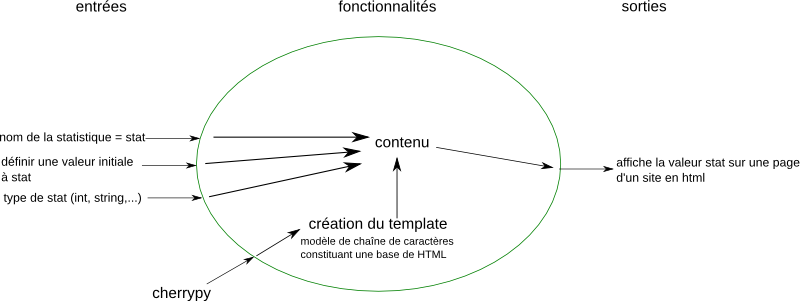 entrées
fonctionnalités
sorties
nom de la statistique = stat
définir une valeur initiale
à stat
type de stat (int, string,...)
contenu
création du template
modèle de chaîne de caractères
constituant une base de HTML
cherrypy
affiche la valeur stat sur une page
d'un site en html